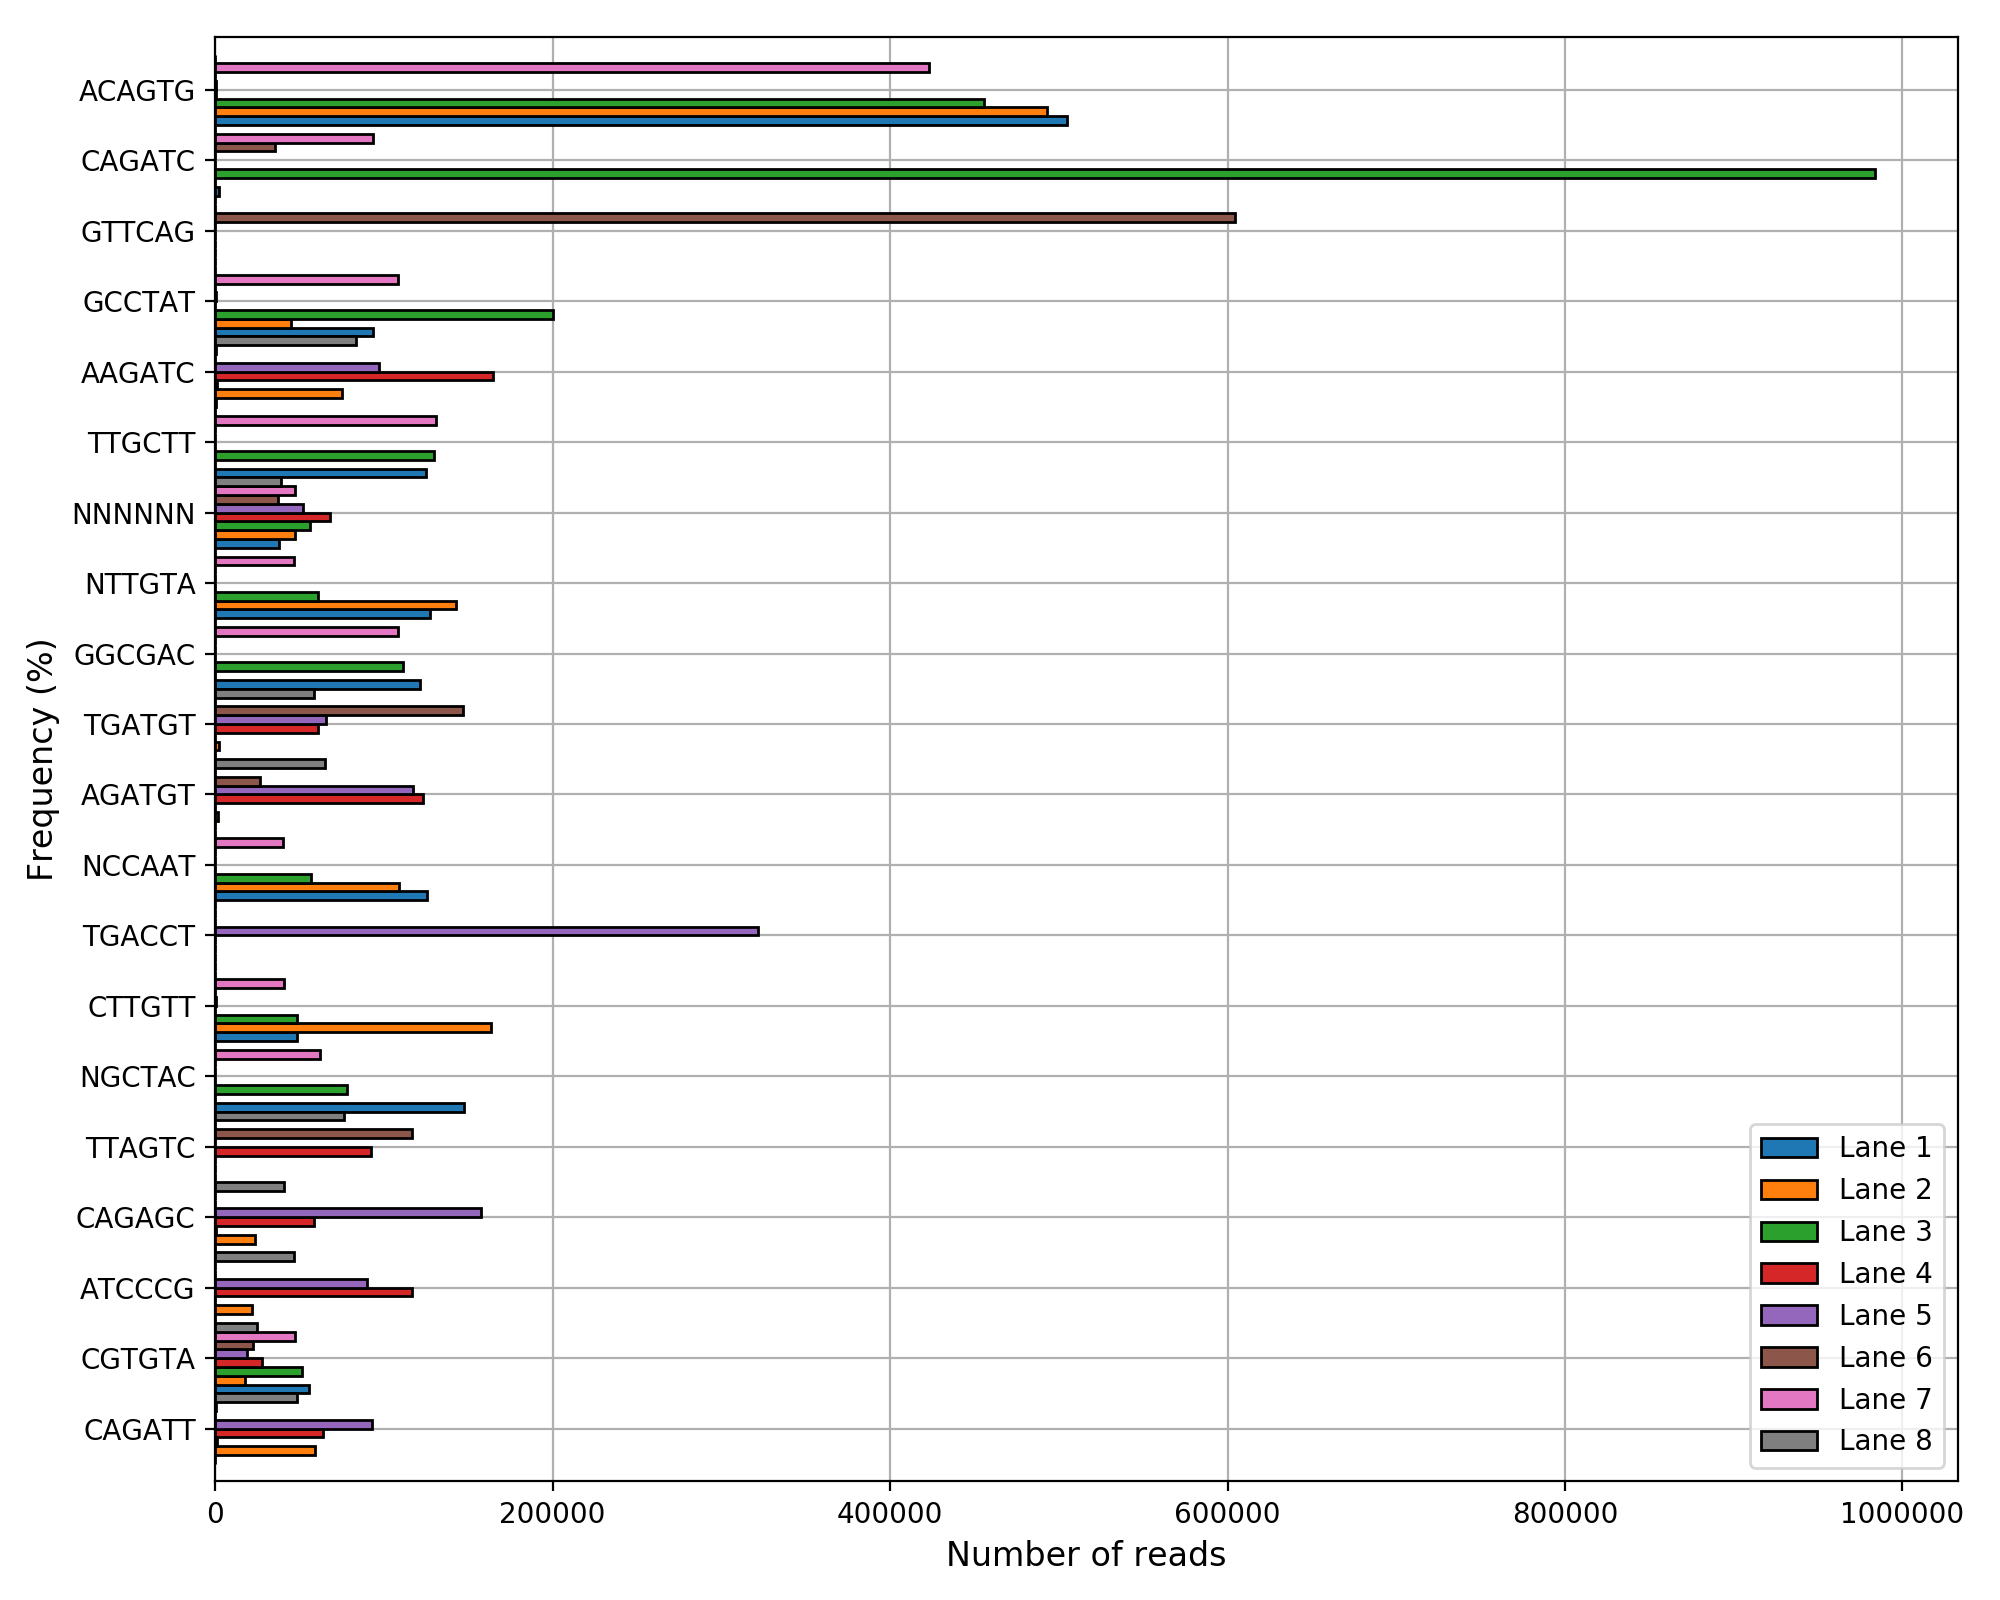 ACAGTG
CAGATC
GTTCAG
GCCTAT
AAGATC
TTGCTT
NNNNNN
NTTGTA
GGCGAC
TGATGT
AGATGT
NCCAAT
TGACCT
CTTGTT
NGCTAC
TTAGTC
CAGAGC
ATCCCG
CGTGTA
CAGATT
Frequency (%)
0 200000 400000 600000 800000 1000000
Number of reads
Lane 1
Lane 2
Lane 3
Lane 4
Lane 5
Lane 6
Lane 7
Lane 8